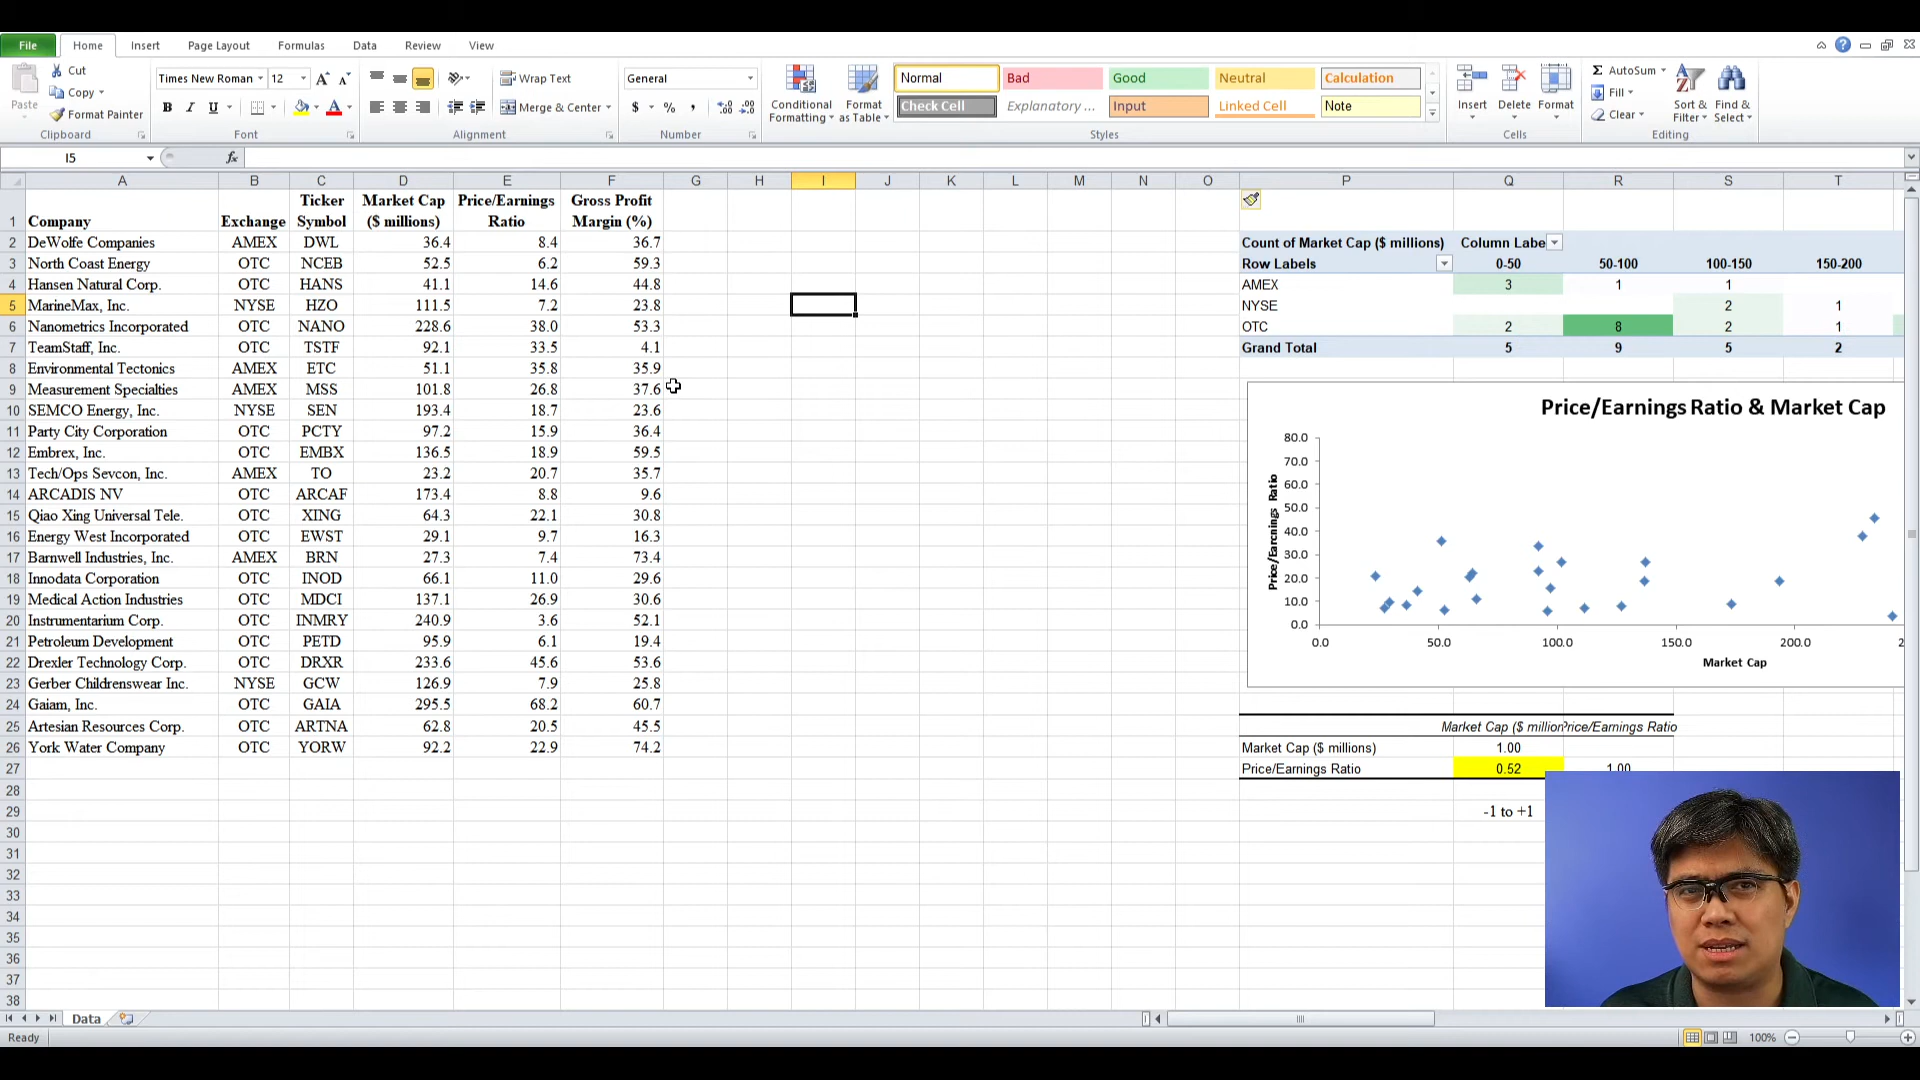 File Home Insert Page Layout Formulas Data Review View
Cut
Copy
Format Painter
Paste
Clipboard
Times New Roman 12
B I U
Font
Wrap Text
Merge & Center
Alignment
General
$ % ,
Number
Conditional Formatting
Format as Table
Normal Bad Good Neutral Calculation
Check Cell Explanatory ... Input Linked Cell Note
Styles
Insert Delete Format
Cells
Σ AutoSum
Fill
Clear
Sort & Filter
Find & Select
Editing
I5 fx
A B C D E F G H I J K L M N O P Q R S T
1 Company Exchange Ticker Symbol Market Cap ($ millions) Price/Earnings Ratio Gross Profit Margin (%)
2 DeWolfe Companies AMEX DWL 36.4 8.4 36.7
3 North Coast Energy OTC NCEB 52.5 6.2 59.3
4 Hansen Natural Corp. OTC HANS 41.1 14.6 44.8
5 MarineMax, Inc. NYSE HZO 111.5 7.2 23.8
6 Nanometrics Incorporated OTC NANO 228.6 38.0 53.3
7 TeamStaff, Inc. OTC TSTF 92.1 33.5 4.1
8 Environmental Tectonics AMEX ETC 51.1 35.8 35.9
9 Measurement Specialties AMEX MSS 101.8 26.8 37.6
10 SEMCO Energy, Inc. NYSE SEN 193.4 18.7 23.6
11 Party City Corporation OTC PCTY 97.2 15.9 36.4
12 Embrex, Inc. OTC EMBX 136.5 18.9 59.5
13 Tech/Ops Sevcon, Inc. AMEX TO 23.2 20.7 35.7
14 ARCADIS NV OTC ARCAF 173.4 8.8 9.6
15 Qiao Xing Universal Tele. OTC XING 64.3 22.1 30.8
16 Energy West Incorporated OTC EWST 29.1 9.7 16.3
17 Barnwell Industries, Inc. AMEX BRN 27.3 7.4 73.4
18 Innodata Corporation OTC INOD 66.1 11.0 29.6
19 Medical Action Industries OTC MDCI 137.1 26.9 30.6
20 Instrumentarium Corp. OTC INMRY 240.9 3.6 52.1
21 Petroleum Development OTC PETD 95.9 6.1 19.4
22 Drexler Technology Corp. OTC DRXR 233.6 45.6 53.6
23 Gerber Childrenswear Inc. NYSE GCW 126.9 7.9 25.8
24 Gaiam, Inc. OTC GAIA 295.5 68.2 60.7
25 Artesian Resources Corp. OTC ARTNA 62.8 20.5 45.5
26 York Water Company OTC YORW 92.2 22.9 74.2
27
28
29
30
31
32
33
34
35
36
37
38
Count of Market Cap ($ millions) Column Labe
Row Labels 0-50 50-100 100-150 150-200
AMEX 3 1 1
NYSE 2 1
OTC 2 8 2 1
Grand Total 5 9 5 2
Price/Earnings Ratio & Market Cap
80.0
70.0
60.0
50.0
40.0
30.0
20.0
10.0
0.0
Price/Earcnings Ratio
0.0 50.0 100.0 150.0 200.0 2
Market Cap
Market Cap ($ million Price/Earnings Ratio
Market Cap ($ millions) 1.00
Price/Earnings Ratio 0.52 1.00
-1 to +1
Data
Ready 100%